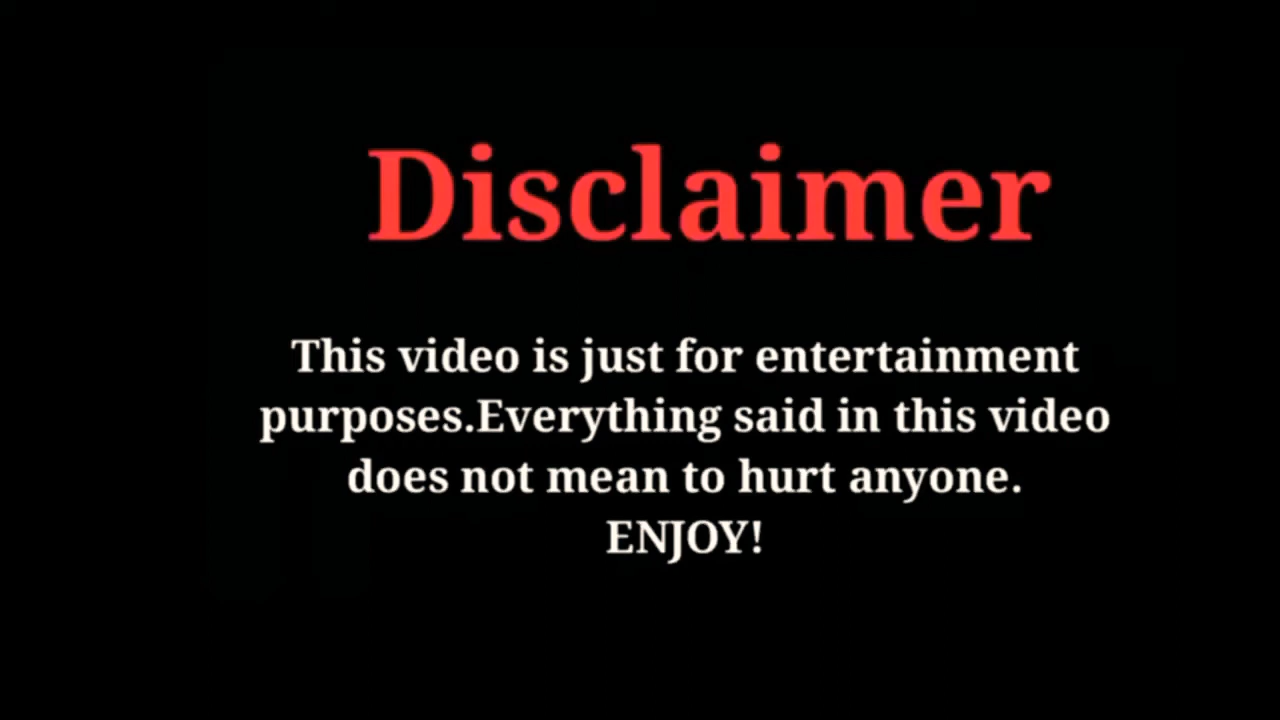 Disclaimer
This video is just for entertainment
purposes.Everything said in this video
does not mean to hurt anyone.
ENJOY!